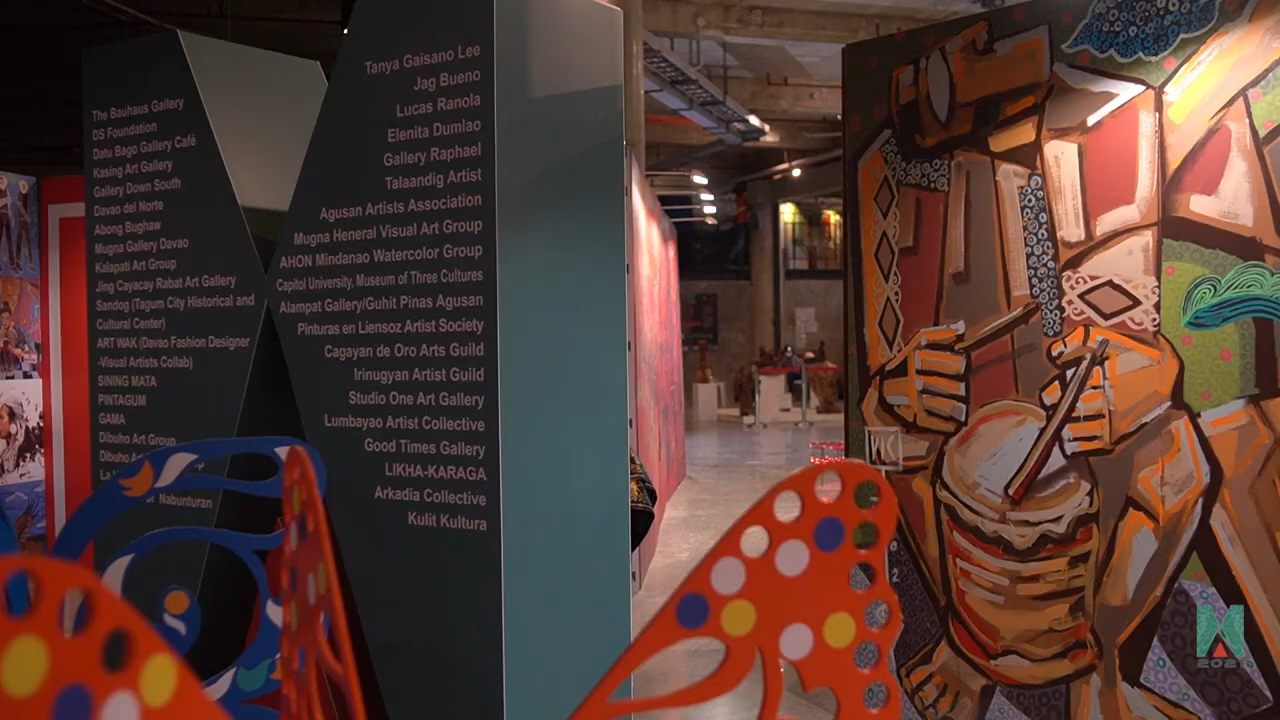 The Bauhaus Gallery
DS Foundation
Datu Bago Gallery Café
Kasing Art Gallery
Gallery Down South
Davao del Norte
Abong Bughaw
Mugna Gallery Davao
Kalapati Art Group
Jing Cayacay Rabat Art Gallery
Sandog (Tagum City Historical and
Cultural Center)
ART WAK (Davao Fashion Designer
-Visual Artists Collab)
SINING MATA
PINTAGUM
GAMA
Dibuho Art Group
Nabunturan
Tanya Gaisano Lee
Jag Bueno
Lucas Ranola
Elenita Dumlao
Gallery Raphael
Talaandig Artist
Agusan Artists Association
Mugna Heneral Visual Art Group
AHON Mindanao Watercolor Group
Capitol University, Museum of Three Cultures
Alampat Gallery/Guhit Pinas Agusan
Pinturas en Liensoz Artist Society
Cagayan de Oro Arts Guild
Irinugyan Artist Guild
Studio One Art Gallery
Lumbayao Artist Collective
Good Times Gallery
LIKHA-KARAGA
Arkadia Collective
Kulit Kultura
2021